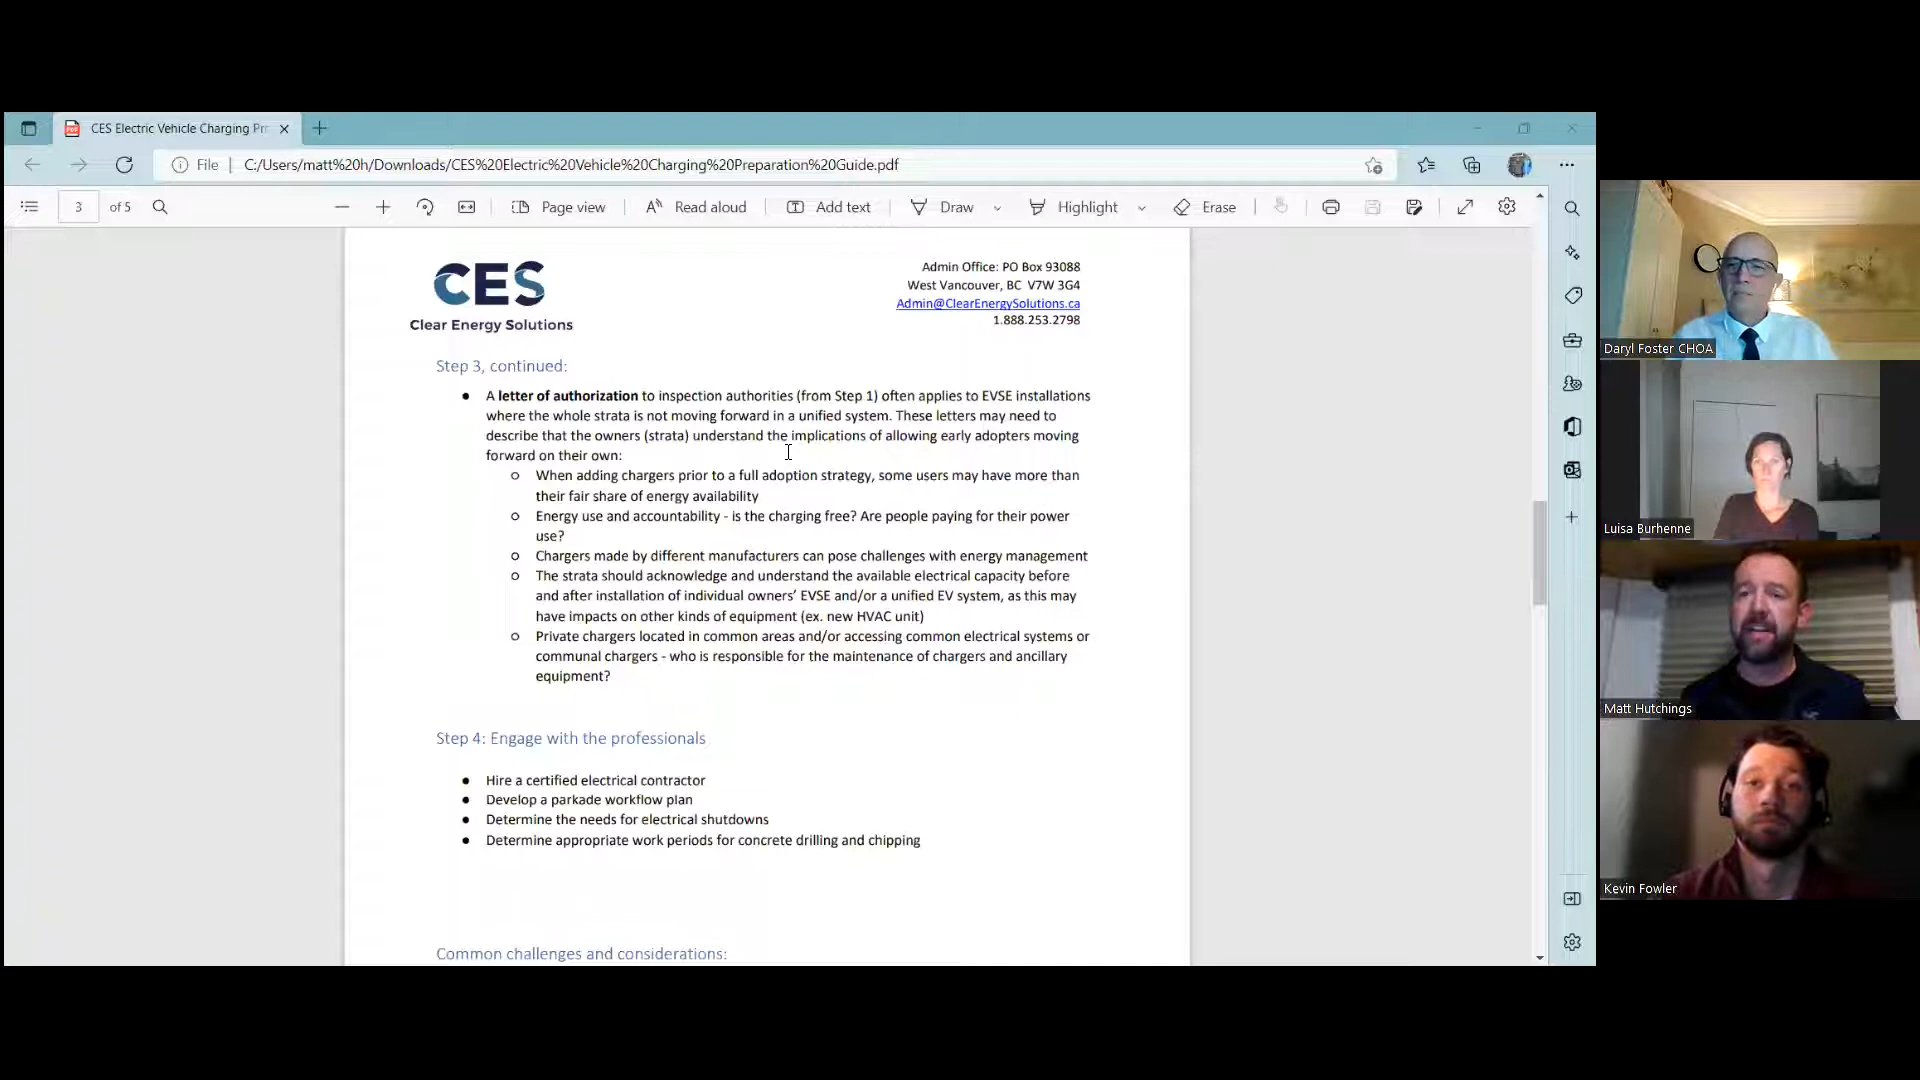 CES Electric Vehicle Charging Pr
File
C:/Users/matt%20h/Downloads/CES%20Electric%20Vehicle%20Charging%20Preparation%20Guide.pdf
3 of 5
Page view
Read aloud
Add text
Draw
Highlight
Erase
CES
Clear Energy Solutions
Admin Office: PO Box 93088
West Vancouver, BC V7W 3G4
Admin@ClearEnergySolutions.ca
1.888.253.2798
Step 3, continued:
● A letter of authorization to inspection authorities (from Step 1) often applies to EVSE installations
where the whole strata is not moving forward in a unified system. These letters may need to
describe that the owners (strata) understand the implications of allowing early adopters moving
forward on their own:
o When adding chargers prior to a full adoption strategy, some users may have more than
their fair share of energy availability
o Energy use and accountability - is the charging free? Are people paying for their power
use?
o Chargers made by different manufacturers can pose challenges with energy management
o The strata should acknowledge and understand the available electrical capacity before
and after installation of individual owners' EVSE and/or a unified EV system, as this may
have impacts on other kinds of equipment (ex. new HVAC unit)
o Private chargers located in common areas and/or accessing common electrical systems or
communal chargers - who is responsible for the maintenance of chargers and ancillary
equipment?
Step 4: Engage with the professionals
● Hire a certified electrical contractor
● Develop a parkade workflow plan
● Determine the needs for electrical shutdowns
● Determine appropriate work periods for concrete drilling and chipping
Common challenges and considerations:
Daryl Foster CHOA
Luisa Burhenne
Matt Hutchings
Kevin Fowler